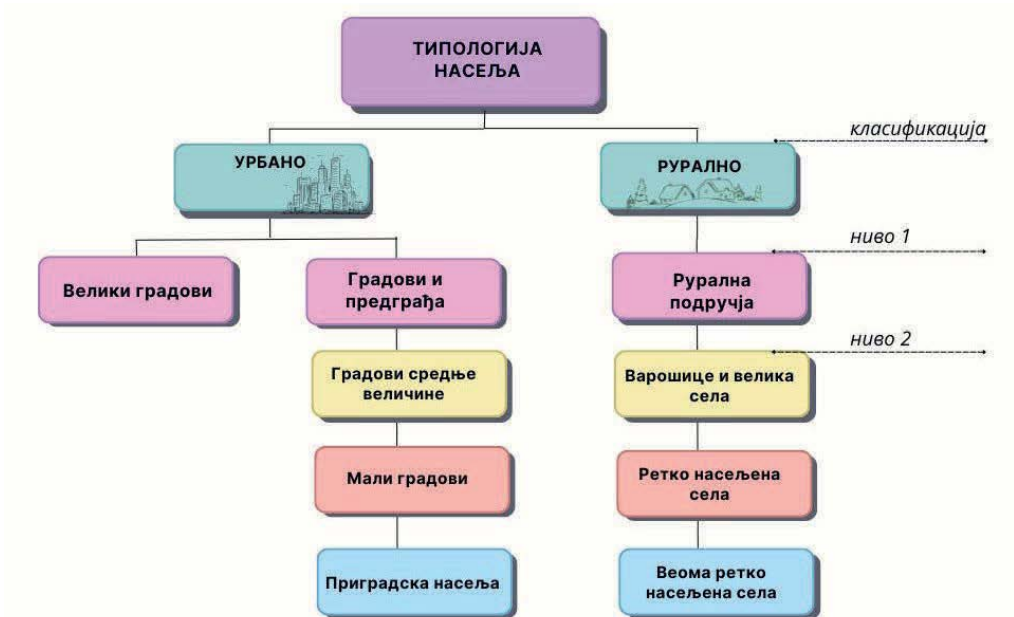 ТИПОЛОГИЈА
НАСЕЉА
класификација
УРБАНО
РУРАЛНО
ниво 1
Велики градови
Градови и
предграђа
Рурална
подручја
ниво 2
Градови средње
величине
Варошице и велика
села
Мали градови
Ретко насељена
села
Приградска насеља
Веома ретко
насељена села